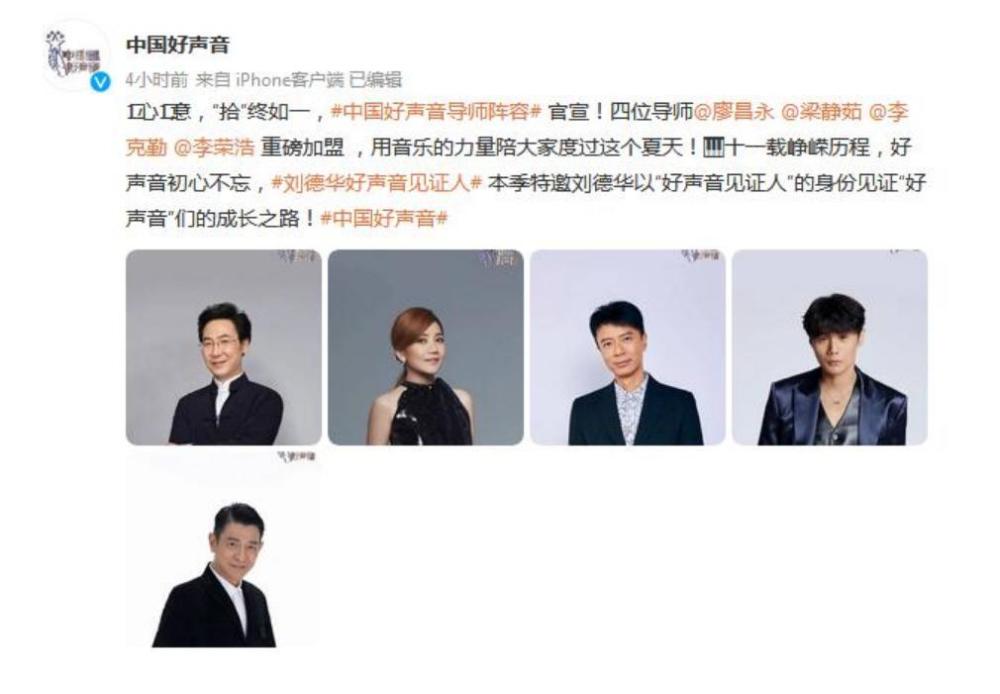 中国好声音
4小时前 来自 iPhone客户端 已编辑
1心1意，“拾”终如一，#中国好声音导师阵容# 官宣！四位导师@廖昌永 @梁静茹 @李
克勤 @李荣浩 重磅加盟 ，用音乐的力量陪大家度过这个夏天！🎹十一载峥嵘历程，好
声音初心不忘，#刘德华好声音见证人# 本季特邀刘德华以“好声音见证人”的身份见证“好
声音”们的成长之路！#中国好声音#